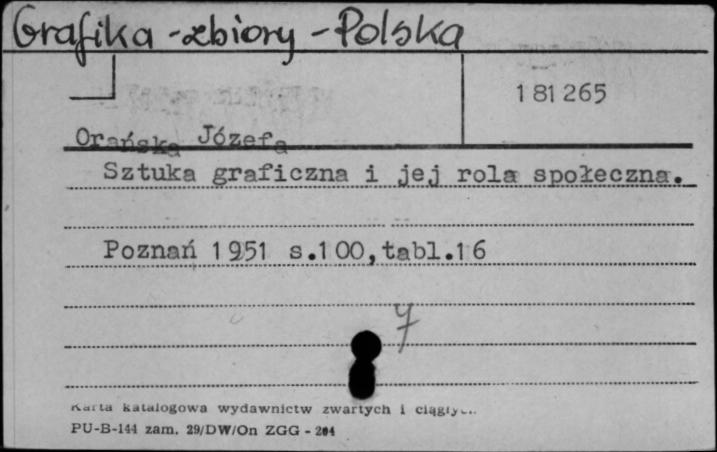 Grafika - zbiory - Polska
181265
Orańska Józefa
Sztuka graficzna i jej rola społeczna.
Poznań 1951 s.100,tabl.16
7
Karta katalogowa wydawnictw zwartych i ciągłych.
PU-B-144 zam. 29/DW/On ZGG - 204